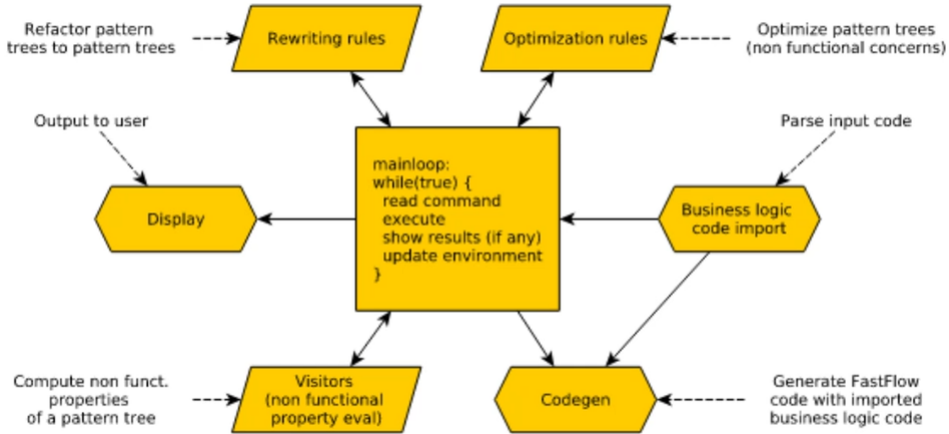 Refactor pattern
trees to pattern trees
Rewriting rules
Optimization rules
Optimize pattern trees
(non functional concerns)
Output to user
Parse input code
mainloop:
while(true) {
read command
execute
show results (if any)
update environment
}
Display
Business logic
code import
Compute non funct.
properties
of a pattern tree
Visitors
(non functional
property eval)
Codegen
Generate FastFlow
code with imported
business logic code